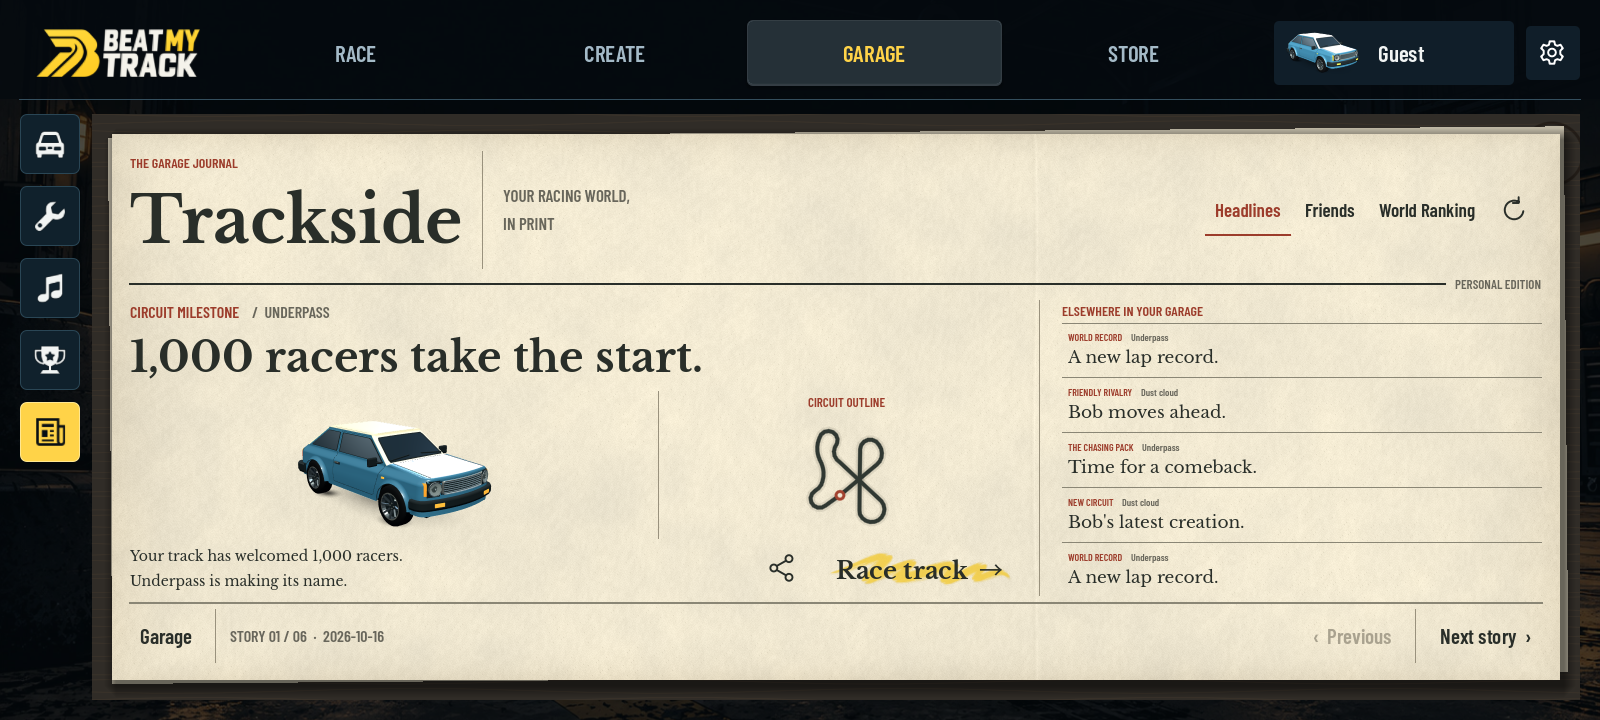 BEATMY
TRACK
RACE
CREATE
GARAGE
STORE
Guest
THE GARAGE JOURNAL
Trackside
YOUR RACING WORLD,
IN PRINT
Headlines
Friends
World Ranking
PERSONAL EDITION
CIRCUIT MILESTONE / UNDERPASS
1,000 racers take the start.
CIRCUIT OUTLINE
Your track has welcomed 1,000 racers.
Underpass is making its name.
Race track →
ELSEWHERE IN YOUR GARAGE
WORLD RECORD Underpass
A new lap record.
FRIENDLY RIVALRY Dust cloud
Bob moves ahead.
THE CHASING PACK Underpass
Time for a comeback.
NEW CIRCUIT Dust cloud
Bob's latest creation.
WORLD RECORD Underpass
A new lap record.
Garage
STORY 01 / 06 · 2026-10-16
‹ Previous
Next story ›